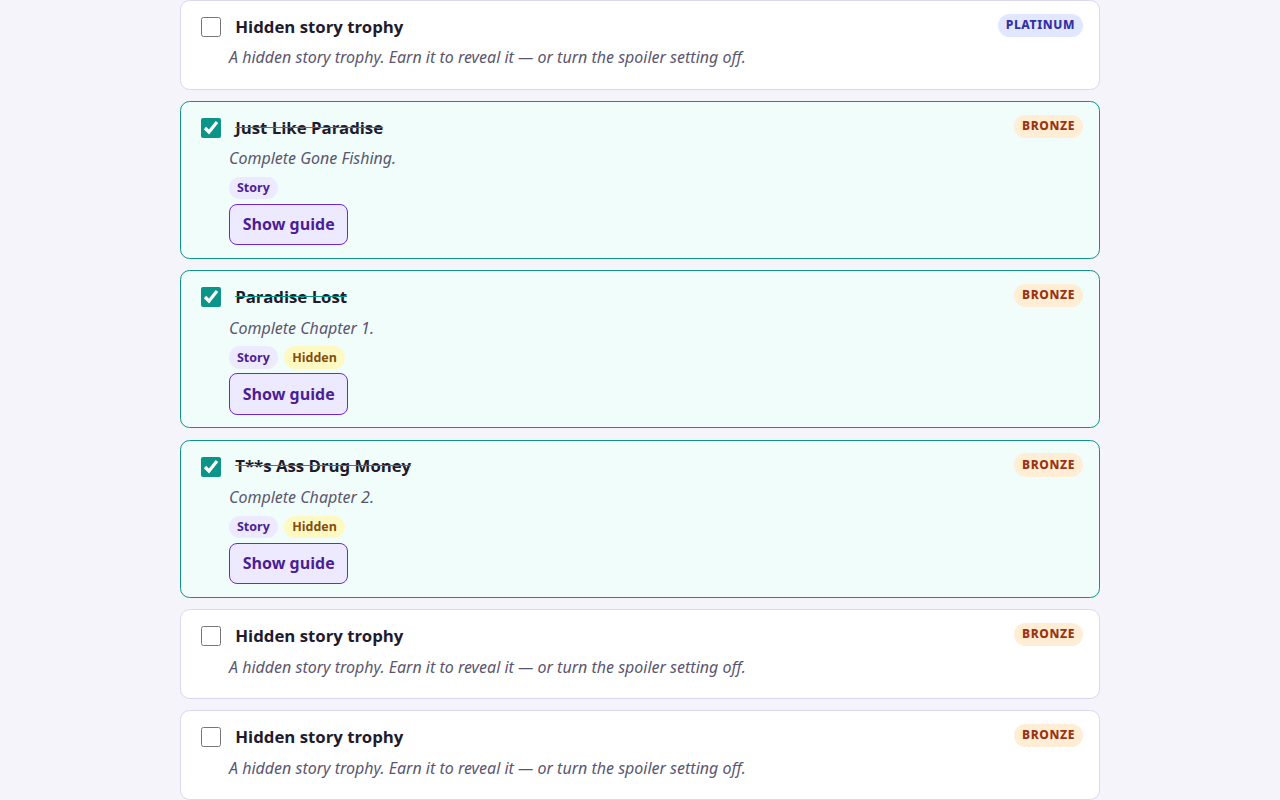 Hidden story trophy PLATINUM
A hidden story trophy. Earn it to reveal it — or turn the spoiler setting off.
Just Like Paradise BRONZE
Complete Gone Fishing.
Story
Show guide
Paradise Lost BRONZE
Complete Chapter 1.
Story Hidden
Show guide
T**s Ass Drug Money BRONZE
Complete Chapter 2.
Story Hidden
Show guide
Hidden story trophy BRONZE
A hidden story trophy. Earn it to reveal it — or turn the spoiler setting off.
Hidden story trophy BRONZE
A hidden story trophy. Earn it to reveal it — or turn the spoiler setting off.